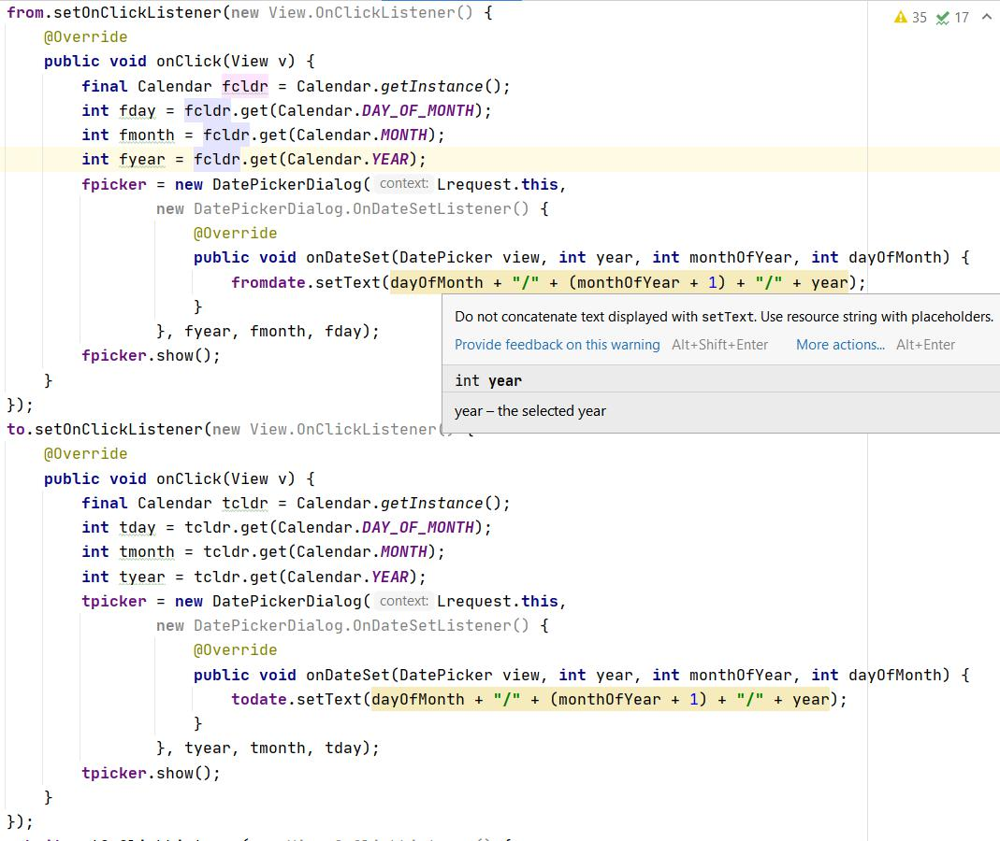 from.setOnClickListener(new View.OnClickListener() {
35 17
@Override
public void onClick(View v) {
final Calendar fcldr = Calendar.getInstance();
int fday = fcldr.get(Calendar.DAY_OF_MONTH);
int fmonth = fcldr.get(Calendar.MONTH);
int fyear = fcldr.get(Calendar.YEAR);
fpicker = new DatePickerDialog( context: Lrequest.this,
new DatePickerDialog.OnDateSetListener() {
@Override
public void onDateSet(DatePicker view, int year, int monthOfYear, int dayOfMonth) {
fromdate.setText(dayOfMonth + "/" + (monthOfYear + 1) + "/" + year);
}
}, fyear, fmonth, fday);
fpicker.show();
}
});
Do not concatenate text displayed with setText. Use resource string with placeholders.
Provide feedback on this warning Alt+Shift+Enter More actions... Alt+Enter
int year
year – the selected year
to.setOnClickListener(new View.OnClickListener() {
@Override
public void onClick(View v) {
final Calendar tcldr = Calendar.getInstance();
int tday = tcldr.get(Calendar.DAY_OF_MONTH);
int tmonth = tcldr.get(Calendar.MONTH);
int tyear = tcldr.get(Calendar.YEAR);
tpicker = new DatePickerDialog( context: Lrequest.this,
new DatePickerDialog.OnDateSetListener() {
@Override
public void onDateSet(DatePicker view, int year, int monthOfYear, int dayOfMonth) {
todate.setText(dayOfMonth + "/" + (monthOfYear + 1) + "/" + year);
}
}, tyear, tmonth, tday);
tpicker.show();
}
});